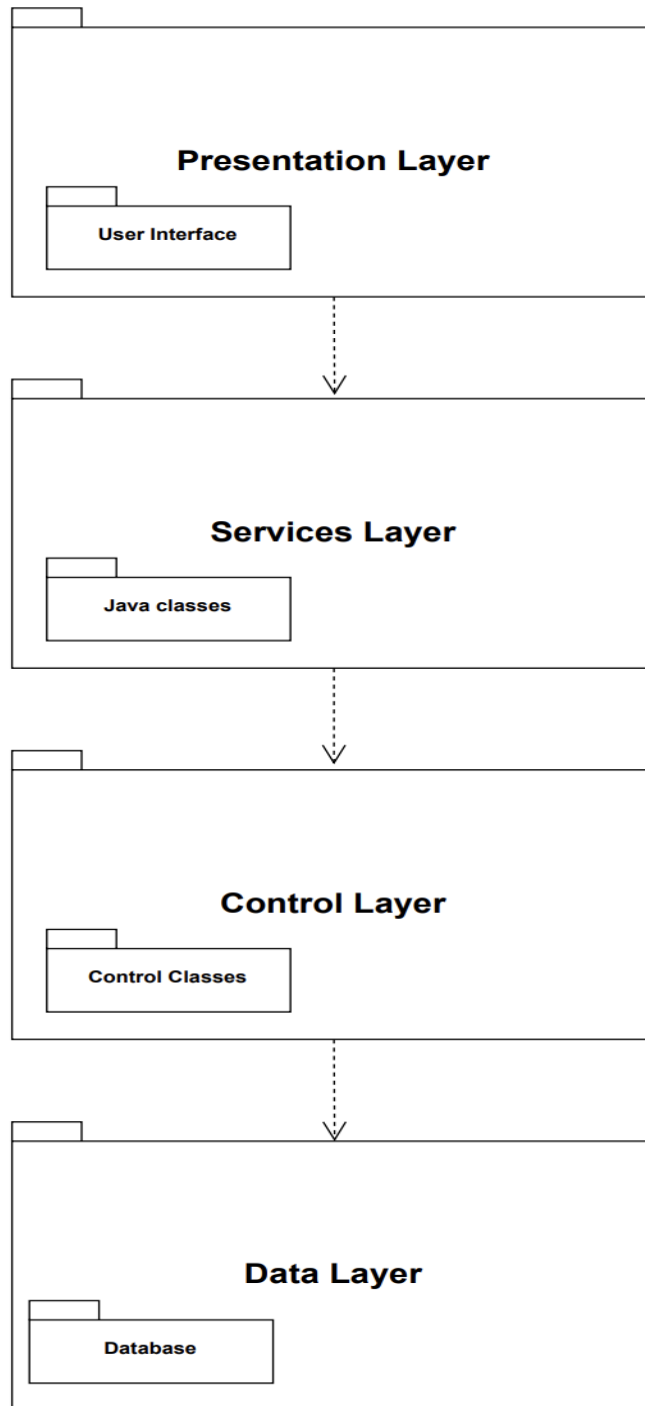 Presentation Layer
User Interface
Services Layer
Java classes
Control Layer
Control Classes
Data Layer
Database